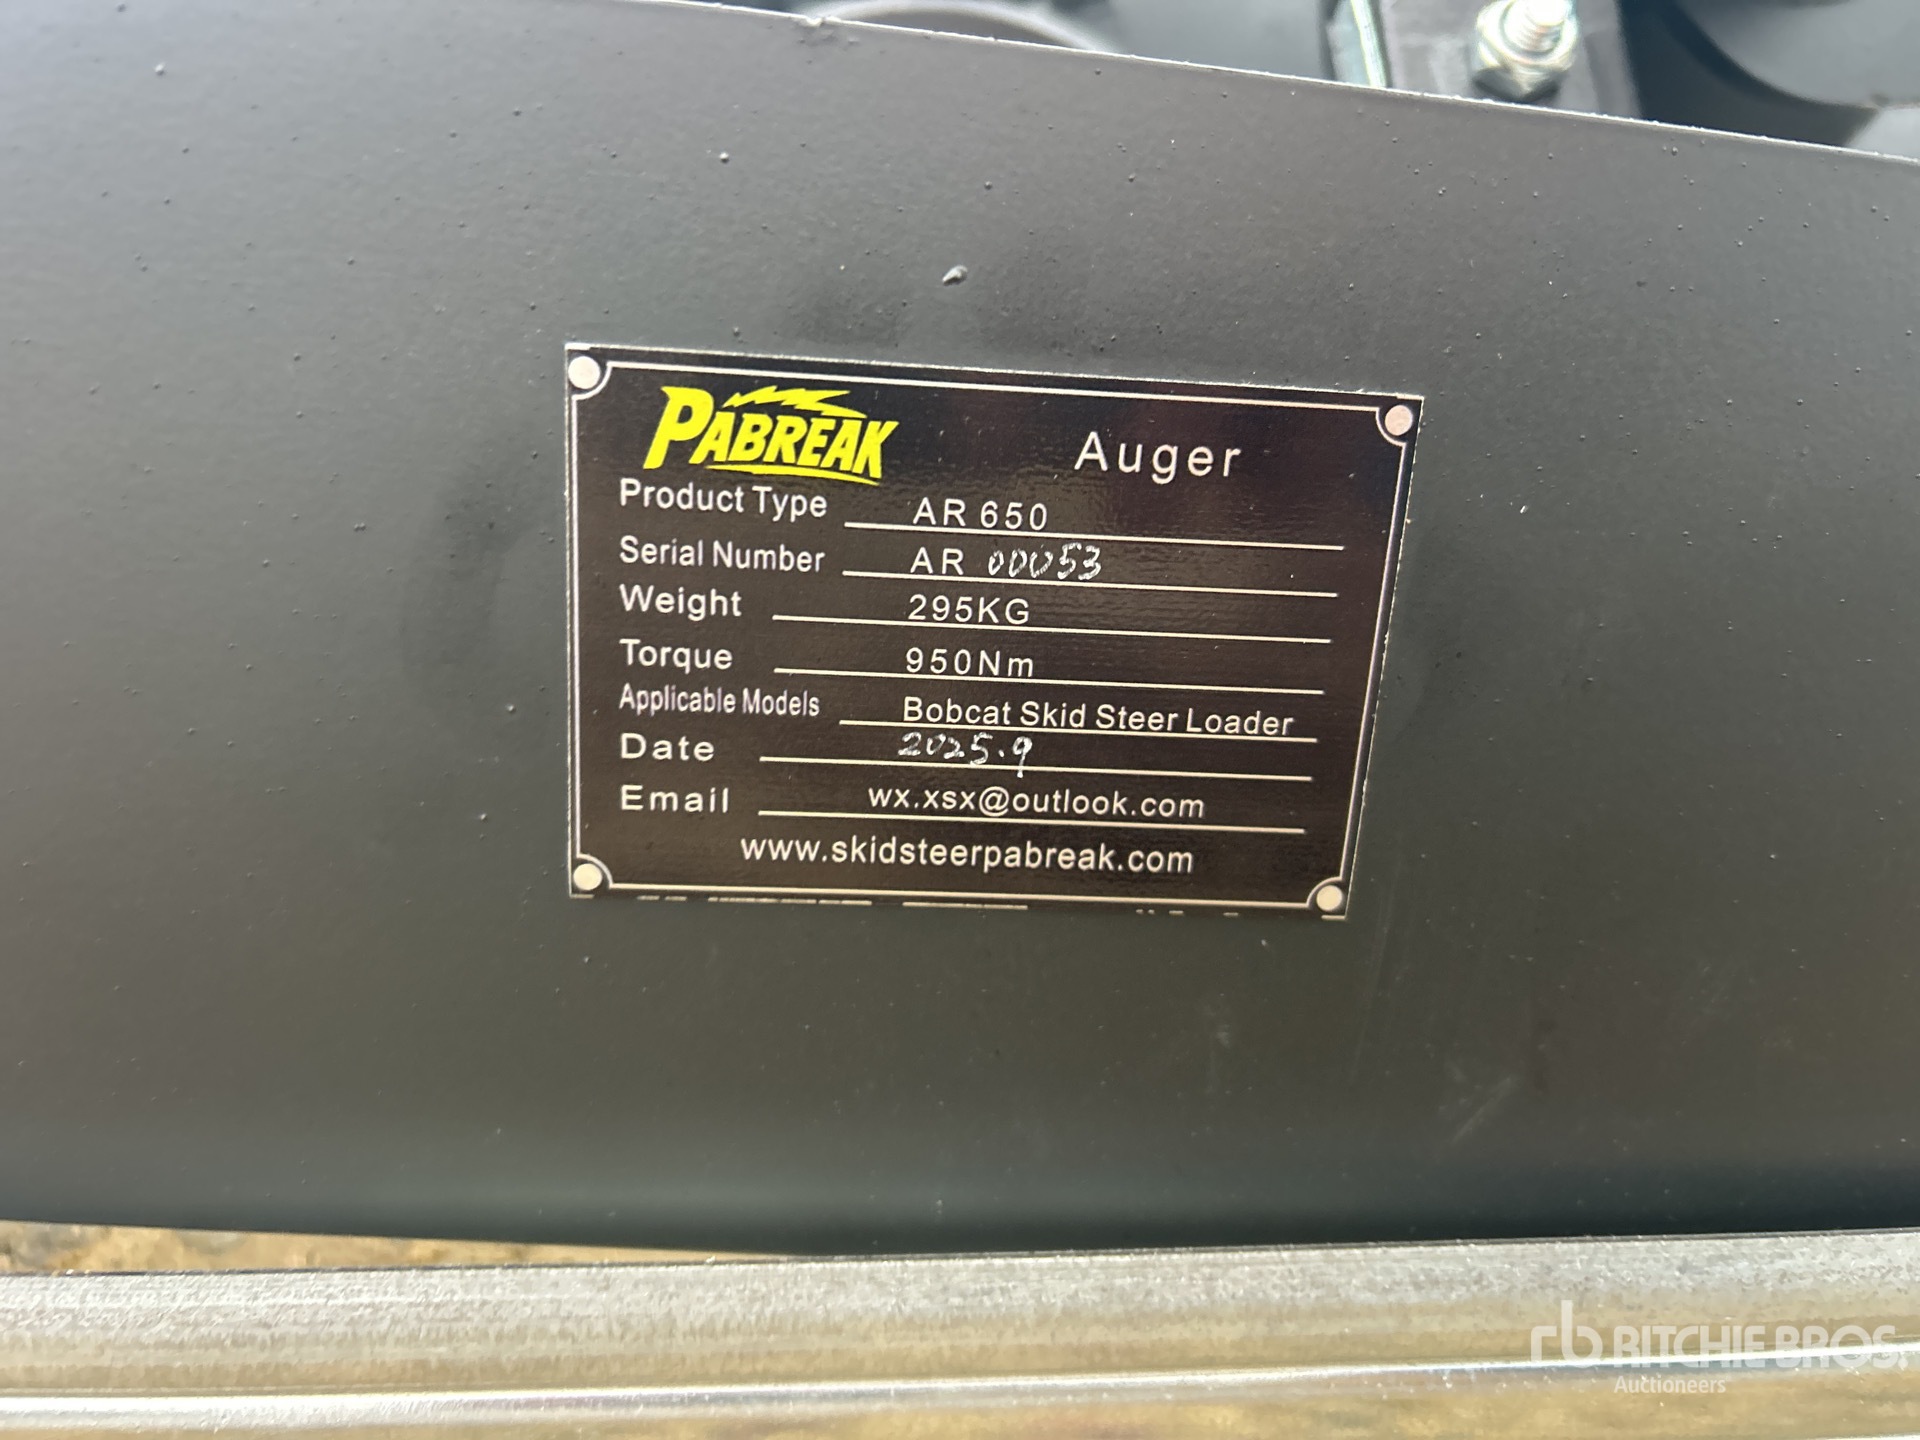 PABREAK Auger
Product Type AR 650
Serial Number AR 00053
Weight 295KG
Torque 950Nm
Applicable Models Bobcat Skid Steer Loader
Date 2025.9
Email wx.xsx@outlook.com
www.skidsteerpabreak.com
rb RITCHIE BROS.
Auctioneers